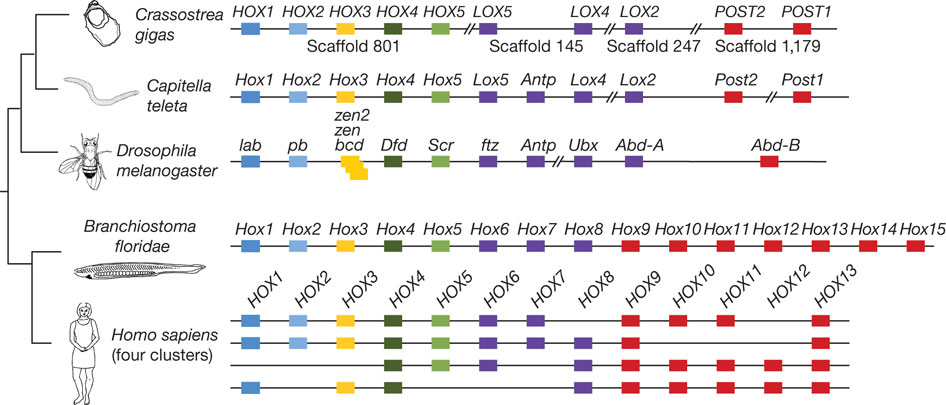 Crassostrea
gigas
HOX1 HOX2 HOX3 HOX4 HOX5 LOX5 LOX4 LOX2 POST2 POST1
Scaffold 801 Scaffold 145 Scaffold 247 Scaffold 1,179
Capitella
teleta
Hox1 Hox2 Hox3 Hox4 Hox5 Lox5 Antp Lox4 Lox2 Post2 Post1
Drosophila
melanogaster
zen2
zen
lab pb bcd Dfd Scr ftz Antp Ubx Abd-A Abd-B
Branchiostoma
floridae
Hox1 Hox2 Hox3 Hox4 Hox5 Hox6 Hox7 Hox8 Hox9 Hox10 Hox11 Hox12 Hox13 Hox14 Hox15
HOX1 HOX2 HOX3 HOX4 HOX5 HOX6 HOX7 HOX8 HOX9 HOX10 HOX11 HOX12 HOX13
Homo sapiens
(four clusters)